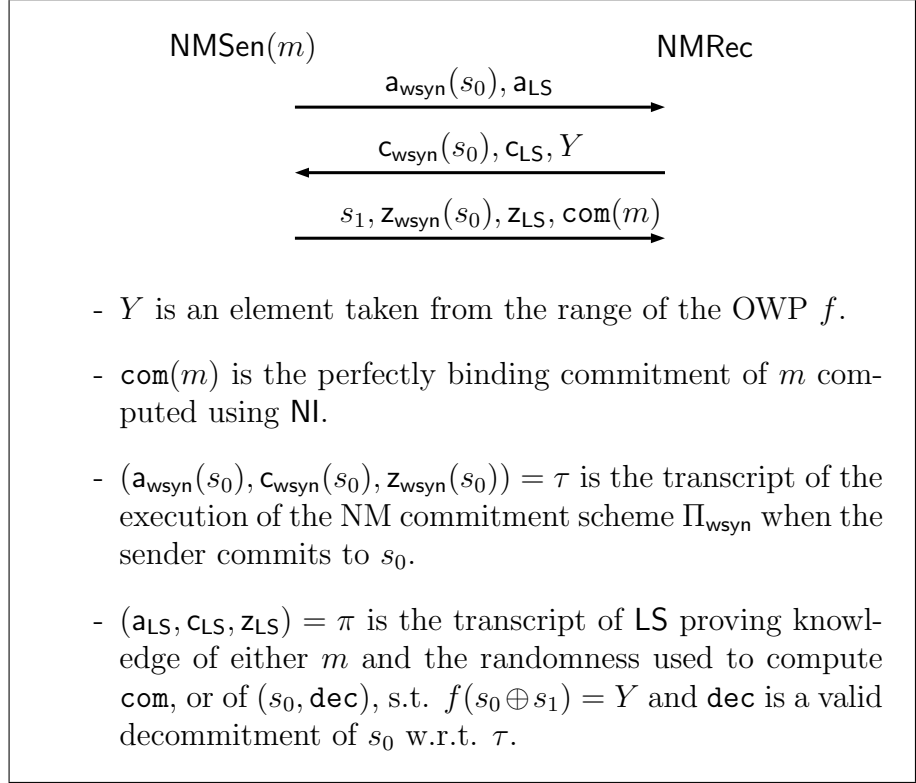 NMSen(m) NMRec
a_wsyn(s_0), a_LS
c_wsyn(s_0), c_LS, Y
s_1, z_wsyn(s_0), z_LS, com(m)
- Y is an element taken from the range of the OWP f.
- com(m) is the perfectly binding commitment of m com-
puted using NI.
- (a_wsyn(s_0), c_wsyn(s_0), z_wsyn(s_0)) = τ is the transcript of the
execution of the NM commitment scheme Π_wsyn when the
sender commits to s_0.
- (a_LS, c_LS, z_LS) = π is the transcript of LS proving knowl-
edge of either m and the randomness used to compute
com, or of (s_0, dec), s.t. f(s_0 ⊕ s_1) = Y and dec is a valid
decommitment of s_0 w.r.t. τ.